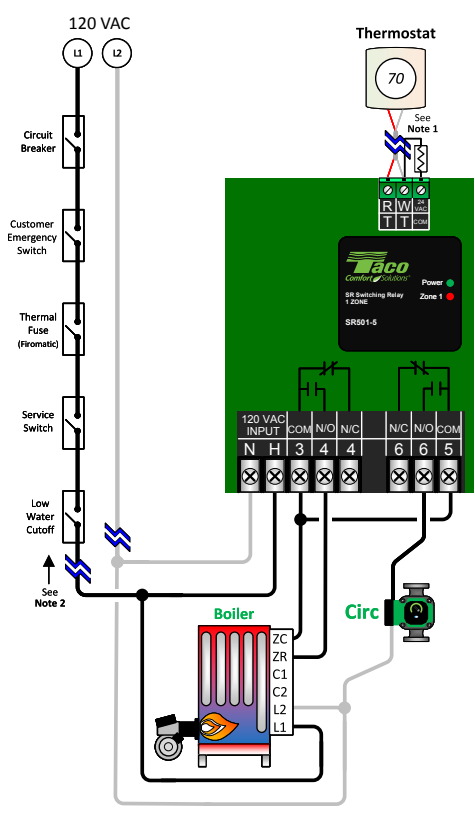 120 VAC
L1 L2
Thermostat
70
See
Note 1
Circuit
Breaker
R W 24 VAC
T T COM
Customer
Emergency
Switch
Taco
Comfort Solutions®
Power
SR Switching Relay
1 ZONE
Zone 1
SR501-5
Thermal
Fuse
(Firomatic)
Service
Switch
120 VAC
INPUT
COM N/O N/C N/C N/O COM
N H 3 4 4 6 6 5
Low
Water
Cutoff
See
Note 2
Boiler
Circ
ZC
ZR
C1
C2
L2
L1